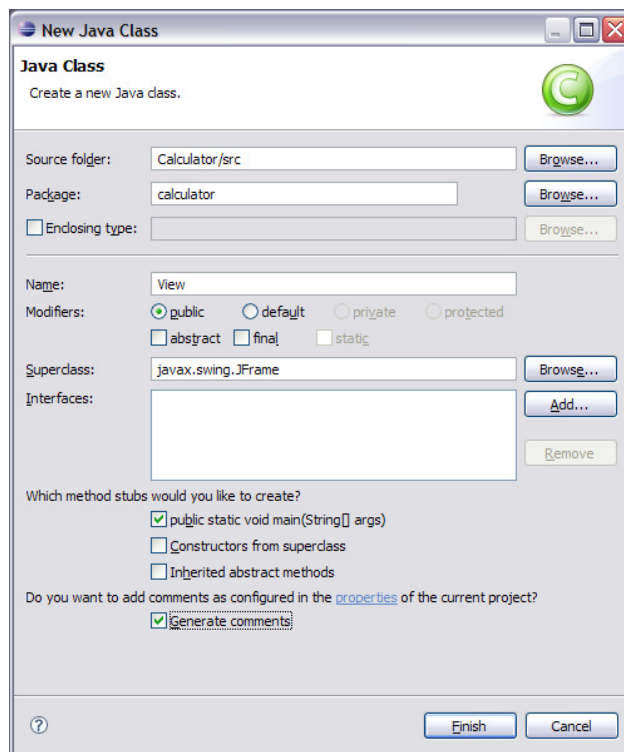 New Java Class
Java Class
Create a new Java class.
C
Source folder: Calculator/src Browse...
Package: calculator Browse...
Enclosing type: Browse...
Name: View
Modifiers: public default private protected
abstract final static
Superclass: javax.swing.JFrame Browse...
Interfaces: Add...
Remove
Which method stubs would you like to create?
public static void main(String[] args)
Constructors from superclass
Inherited abstract methods
Do you want to add comments as configured in the properties of the current project?
Generate comments
? Finish Cancel